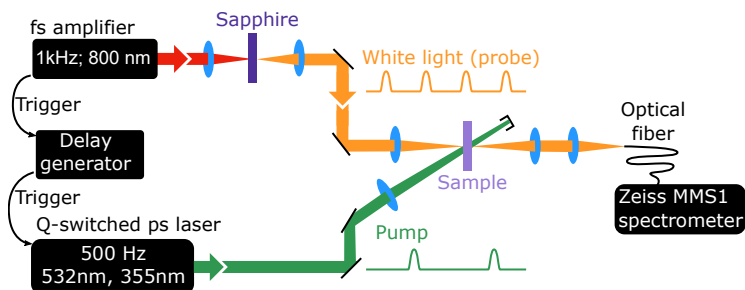 fs amplifier
1kHz; 800 nm
Sapphire
White light (probe)
Trigger
Delay
generator
Trigger
Q-switched ps laser
500 Hz
532nm, 355nm
Pump
Sample
Optical
fiber
Zeiss MMS1
spectrometer